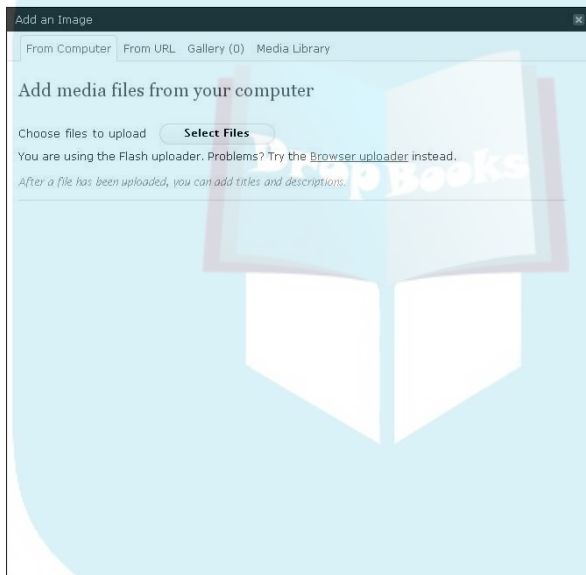 Add an Image
From Computer From URL Gallery (0) Media Library
Add media files from your computer
Choose files to upload Select Files
You are using the Flash uploader. Problems? Try the Browser uploader instead.
After a file has been uploaded, you can add titles and descriptions.
Drop Books